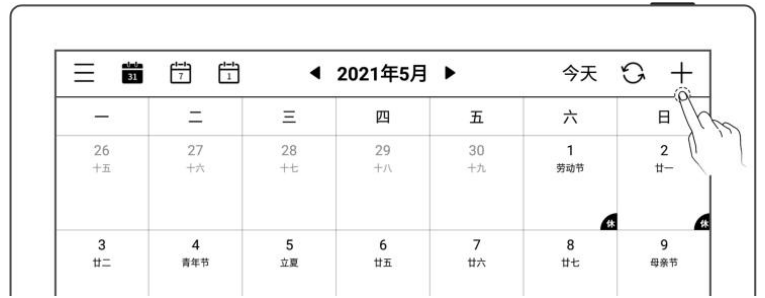 31 7 1 2021年5月 今天
一 二 三 四 五 六 日
26 27 28 29 30 1 2
十五 十六 十七 十八 十九 劳动节 廿一
休 休
3 4 5 6 7 8 9
廿二 青年节 立夏 廿五 廿六 廿七 母亲节